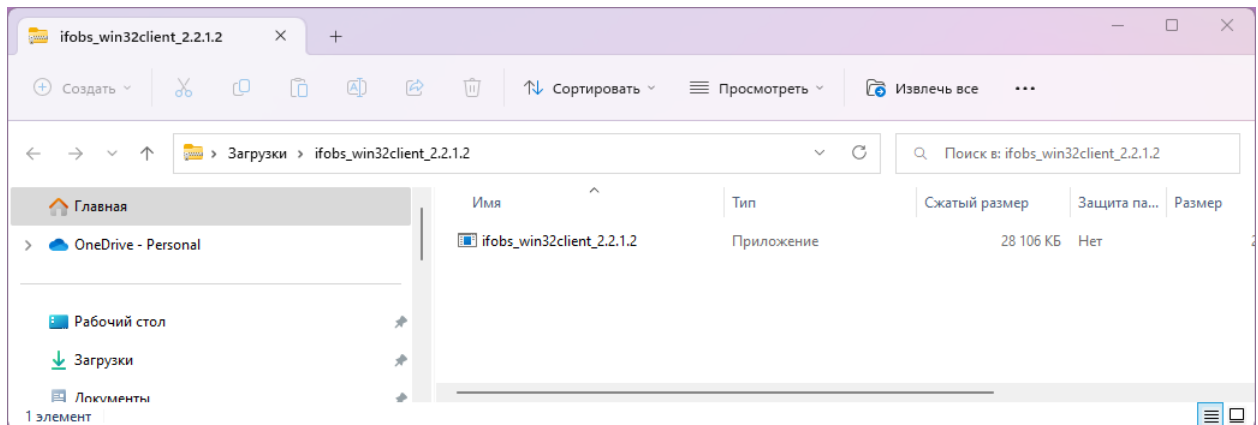 ifobs_win32client_2.2.1.2
Создать Сортировать Просмотреть Извлечь все
Загрузки ifobs_win32client_2.2.1.2 Поиск в: ifobs_win32client_2.2.1.2
Главная Имя Тип Сжатый размер Защита па... Размер
OneDrive - Personal ifobs_win32client_2.2.1.2 Приложение 28 106 КБ Нет
Рабочий стол
Загрузки
Документы
1 элемент